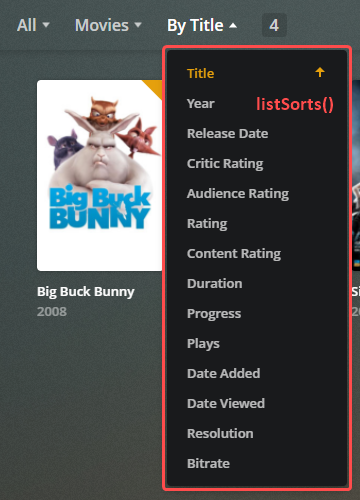 All Movies By Title 4
Title
Year listSorts()
Release Date
Critic Rating
Audience Rating
Rating
Content Rating
Duration
Progress
Plays
Date Added
Date Viewed
Resolution
Bitrate
Big Buck
BUNNY
Big Buck Bunny
2008